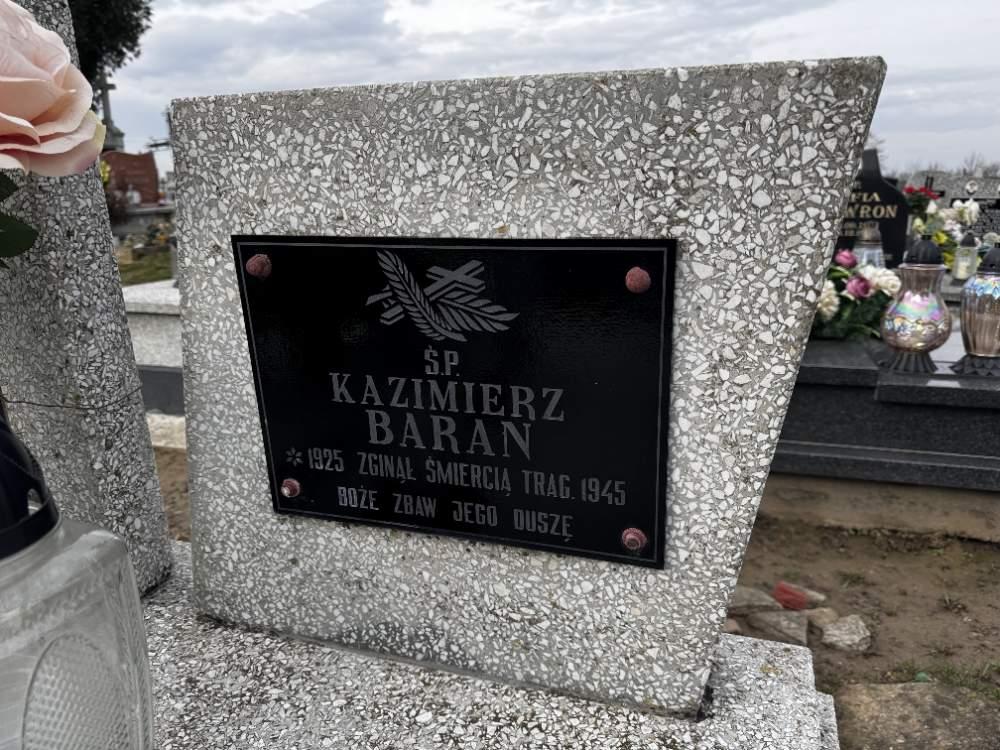 Ś.P.
KAZIMIERZ
BARAN
* 1925 ZGINĄŁ ŚMIERCIĄ TRAG. 1945
BOŻE ZBAW JEGO DUSZĘ